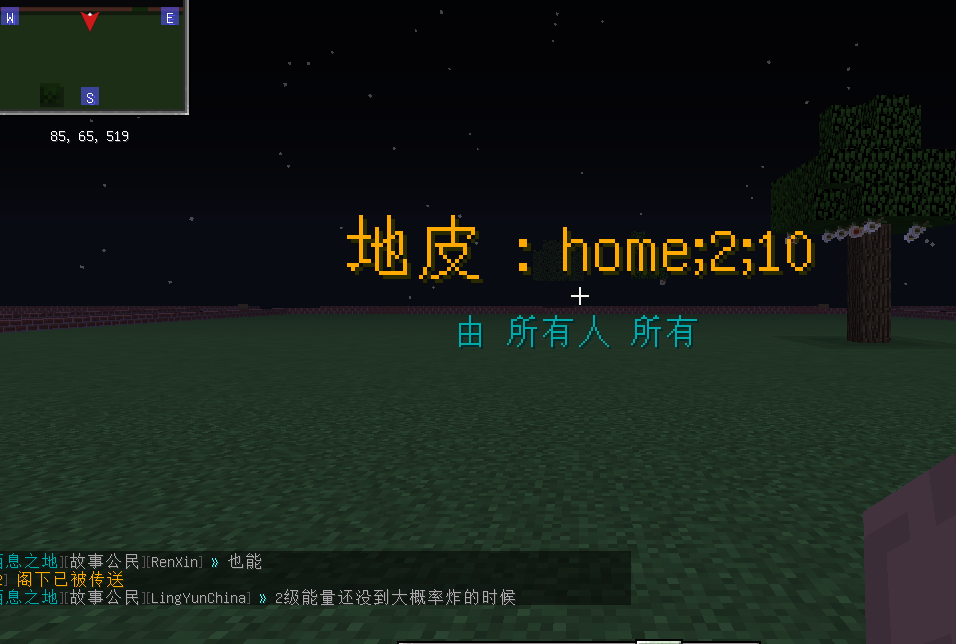 W
E
S
85, 65, 519
地皮 : home;2;10
由 所有人 所有
息之地][故事公民][RenXin] » 也能
2] 阁下已被传送
息之地][故事公民][LingYunChina] » 2级能量还没到大概率炸的时候